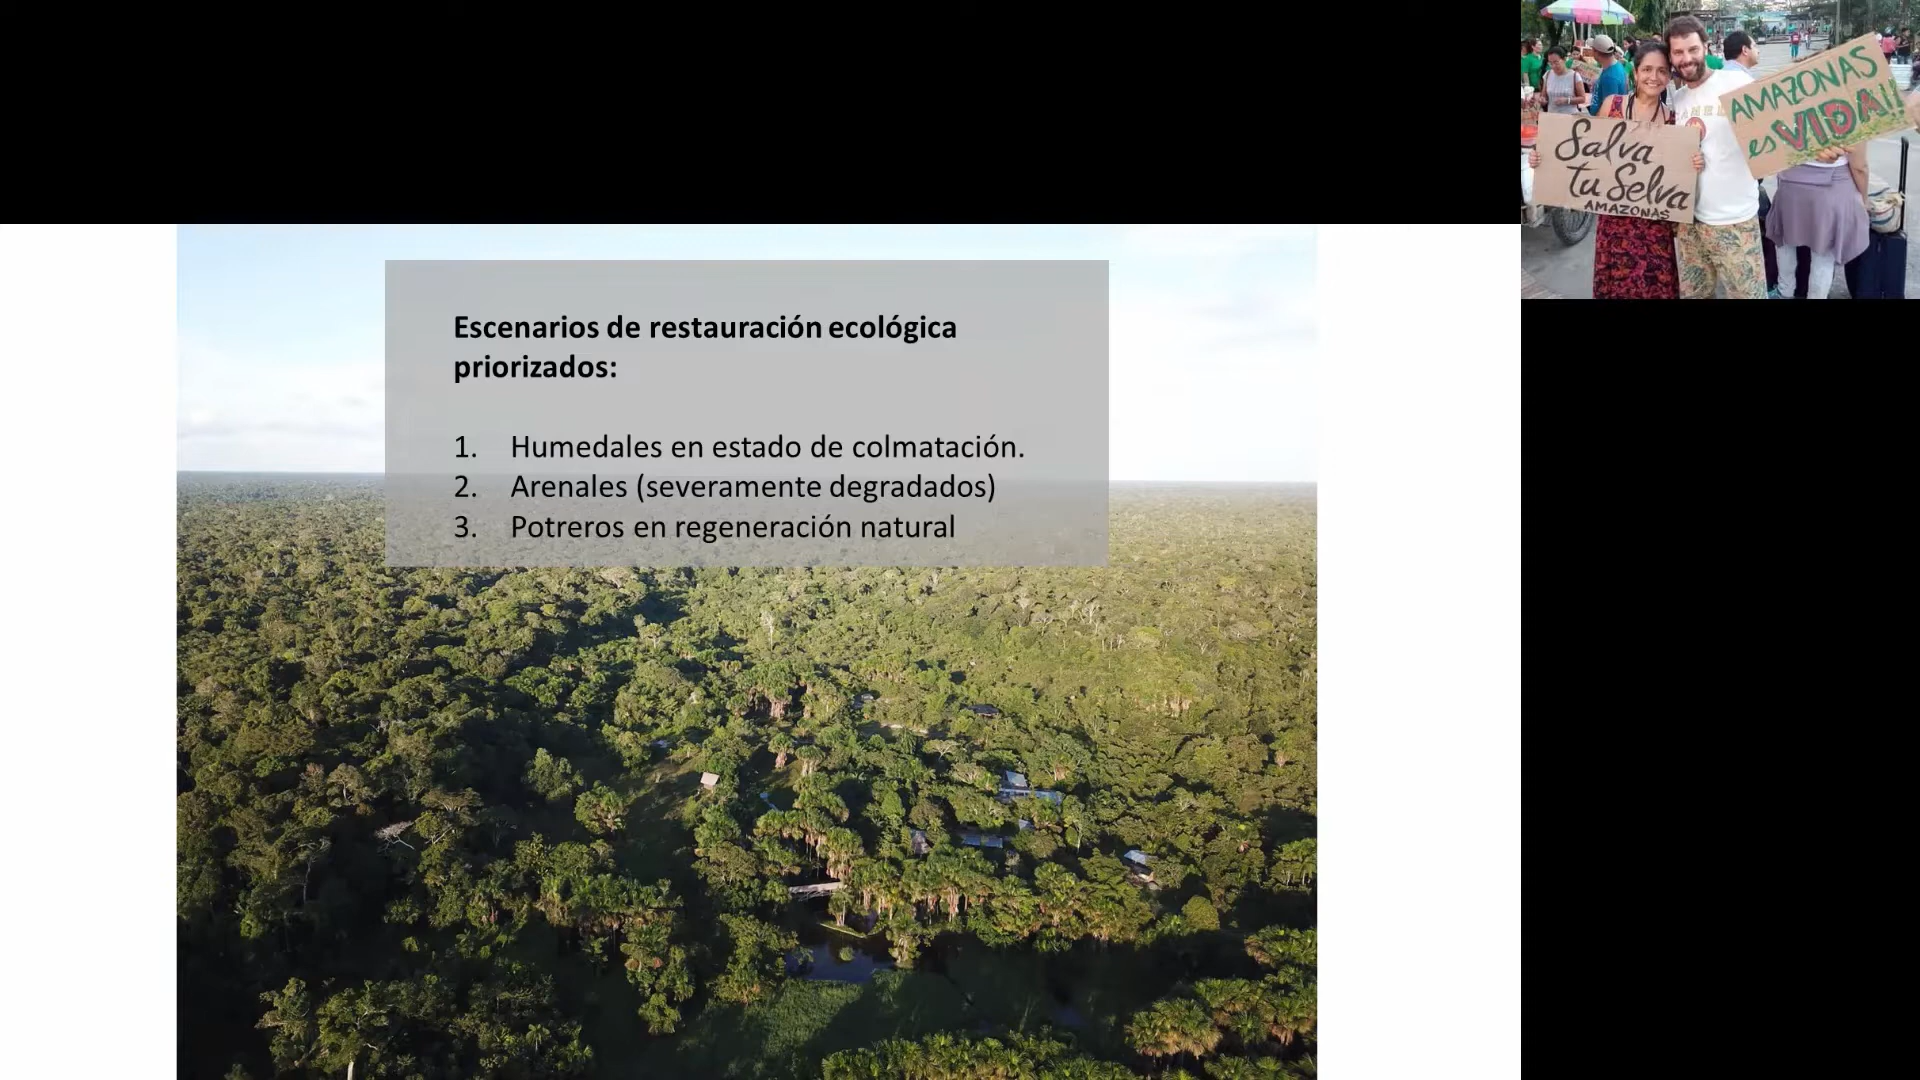 Escenarios de restauración ecológica
priorizados:
1. Humedales en estado de colmatación.
2. Arenales (severamente degradados)
3. Potreros en regeneración natural
Salva
tu Selva
AMAZONAS
AMAZONAS
es VIDA!!